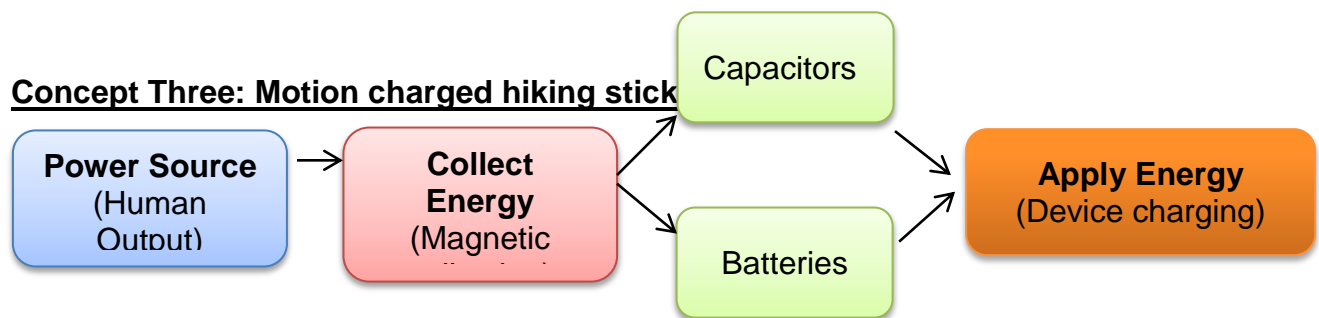 Concept Three: Motion charged hiking stick
Power Source
(Human
Output)
Collect
Energy
(Magnetic
Capacitors
Batteries
Apply Energy
(Device charging)